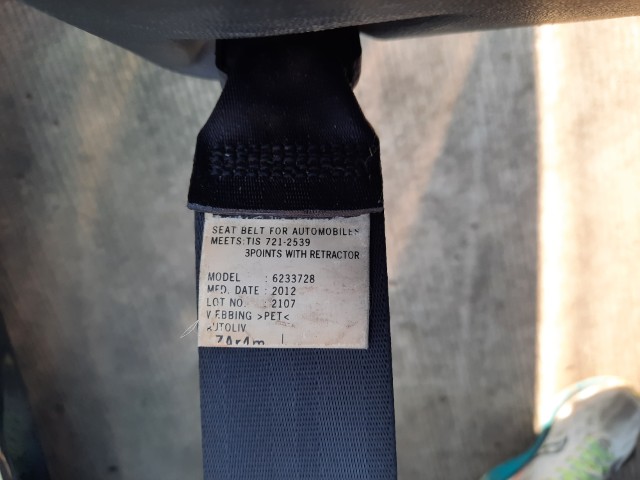 SEAT BELT FOR AUTOMOBILES
MEETS:TIS 721-2539
3POINTS WITH RETRACTOR
MODEL : 6233728
MFD. DATE : 2012
LOT NO. : 2107
WEBBING >PET<
AUTOLIV